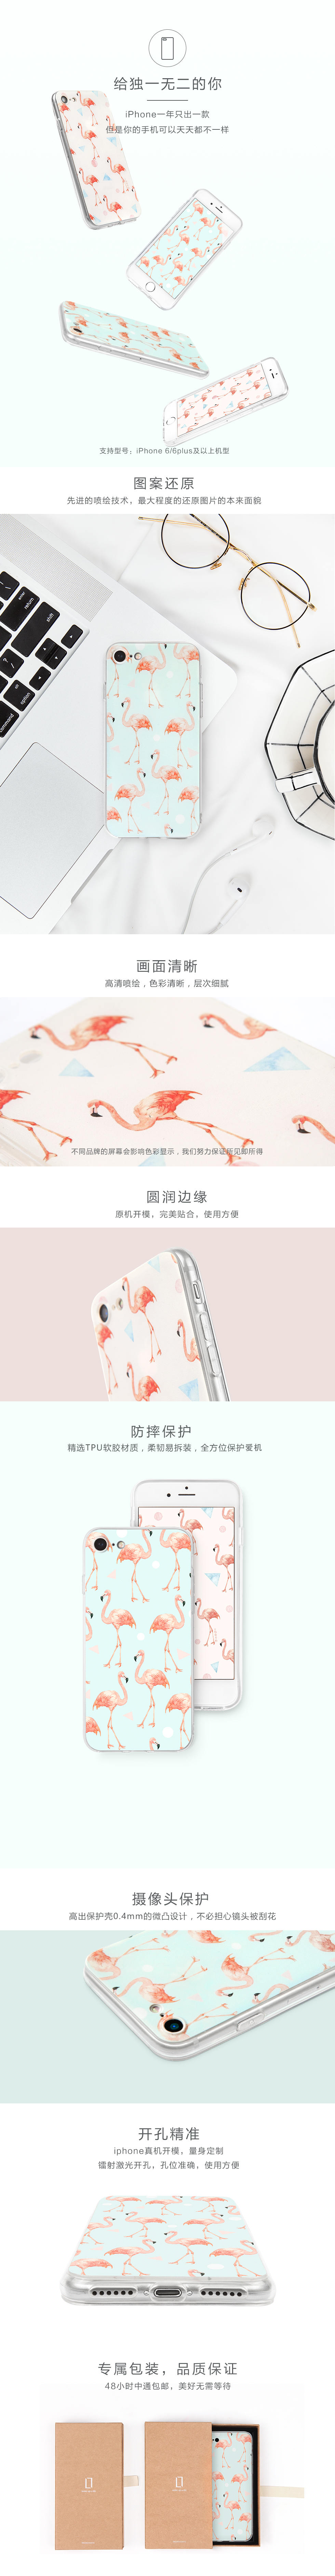 给独一无二的你
iPhone一年只出一款
但是你的手机可以天天都不一样
支持型号：iPhone 6/6plus及以上机型
图案还原
先进的喷绘技术，最大程度的还原图片的本来面貌
enter
return
shift
option
command
画面清晰
高清喷绘，色彩清晰，层次细腻
不同品牌的屏幕会影响色彩显示，我们努力保证所见即所得
圆润边缘
原机开模，完美贴合，使用方便
防摔保护
精选TPU软胶材质，柔韧易拆装，全方位保护爱机
摄像头保护
高出保护壳0.4mm的微凸设计，不必担心镜头被刮花
开孔精准
iphone真机开模，量身定制
镭射激光开孔，孔位准确，使用方便
专属包装，品质保证
48小时中通包邮，美好无需等待